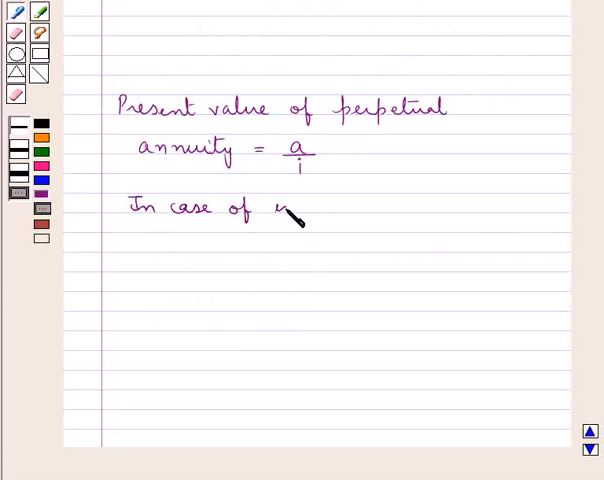 Present value of perpetual
annuity = a/i
In case of